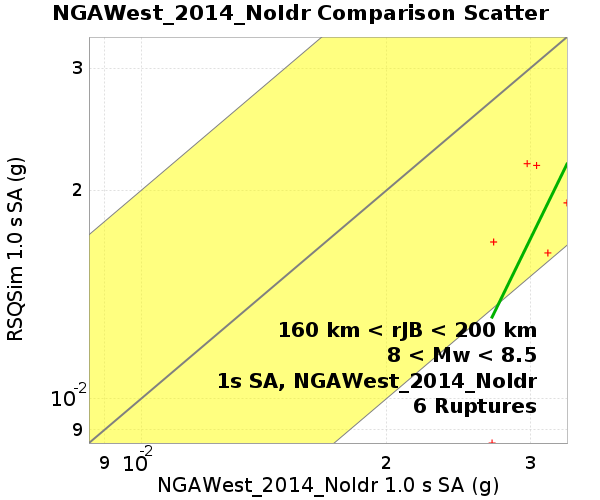 NGAWest_2014_NoIdr Comparison Scatter
RSQSim 1.0 s SA (g)
3
2
10-2
9
160 km < rJB < 200 km
8 < Mw < 8.5
1s SA, NGAWest_2014_NoIdr
6 Ruptures
9 10-2 2 3
NGAWest_2014_NoIdr 1.0 s SA (g)